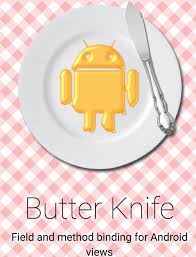 Butter Knife
Field and method binding for Android
views